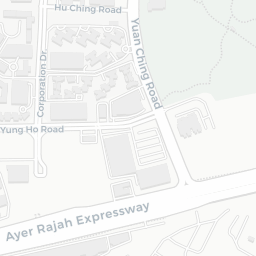 Hu Ching Road
Yuan Ching Road
Corporation Dr
Yung Ho Road
Ayer Rajah Expressway